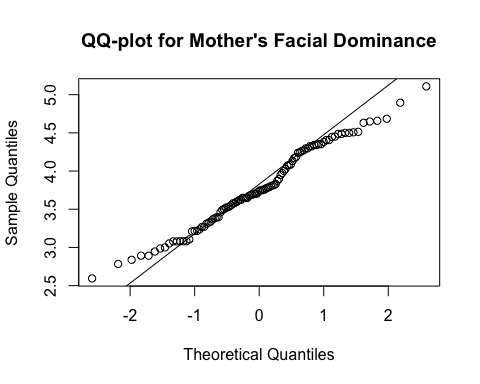 QQ-plot for Mother's Facial Dominance
Sample Quantiles
5.0
4.5
4.0
3.5
3.0
2.5
-2 -1 0 1 2
Theoretical Quantiles